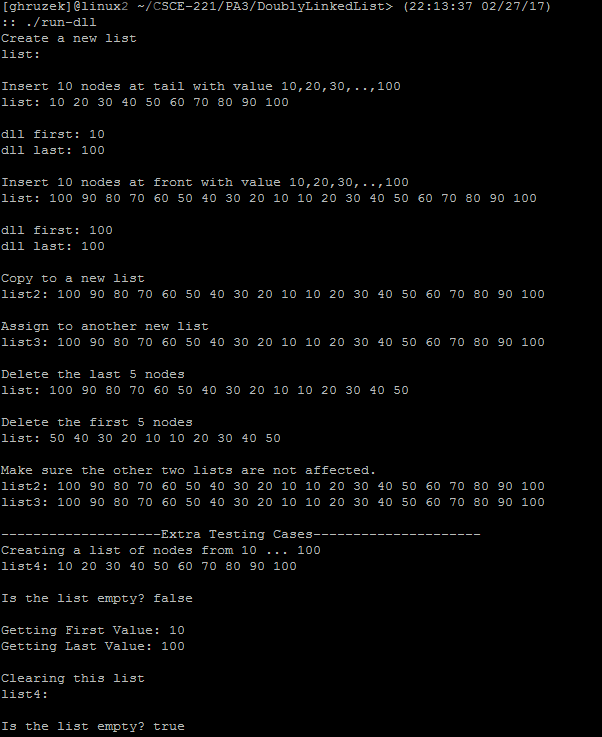 [ghruzek]@linux2 ~/CSCE-221/PA3/DoublyLinkedList> (22:13:37 02/27/17)
:: ./run-dll
Create a new list
list:
Insert 10 nodes at tail with value 10,20,30,..,100
list: 10 20 30 40 50 60 70 80 90 100
dll first: 10
dll last: 100
Insert 10 nodes at front with value 10,20,30,..,100
list: 100 90 80 70 60 50 40 30 20 10 10 20 30 40 50 60 70 80 90 100
dll first: 100
dll last: 100
Copy to a new list
list2: 100 90 80 70 60 50 40 30 20 10 10 20 30 40 50 60 70 80 90 100
Assign to another new list
list3: 100 90 80 70 60 50 40 30 20 10 10 20 30 40 50 60 70 80 90 100
Delete the last 5 nodes
list: 100 90 80 70 60 50 40 30 20 10 10 20 30 40 50
Delete the first 5 nodes
list: 50 40 30 20 10 10 20 30 40 50
Make sure the other two lists are not affected.
list2: 100 90 80 70 60 50 40 30 20 10 10 20 30 40 50 60 70 80 90 100
list3: 100 90 80 70 60 50 40 30 20 10 10 20 30 40 50 60 70 80 90 100
--------------------Extra Testing Cases---------------------
Creating a list of nodes from 10 ... 100
list4: 10 20 30 40 50 60 70 80 90 100
Is the list empty? false
Getting First Value: 10
Getting Last Value: 100
Clearing this list
list4:
Is the list empty? true